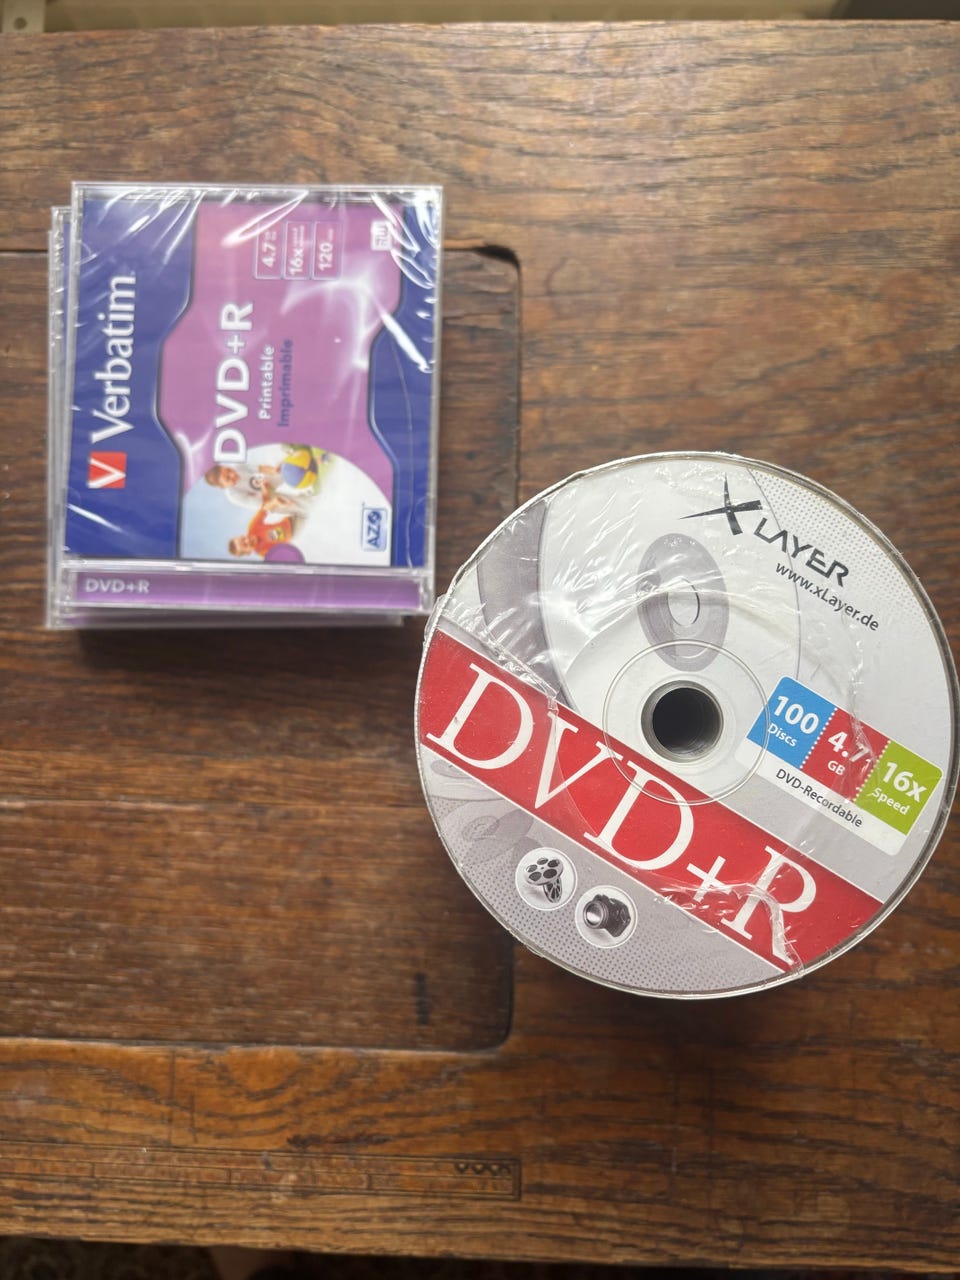 Verbatim
DVD+R
Printable
Imprimable
4.7
16x
120
AZO
DVD+R
X LAYER
www.xLayer.de
100
Discs
4.7
GB
16x
Speed
DVD-Recordable
DVD+R